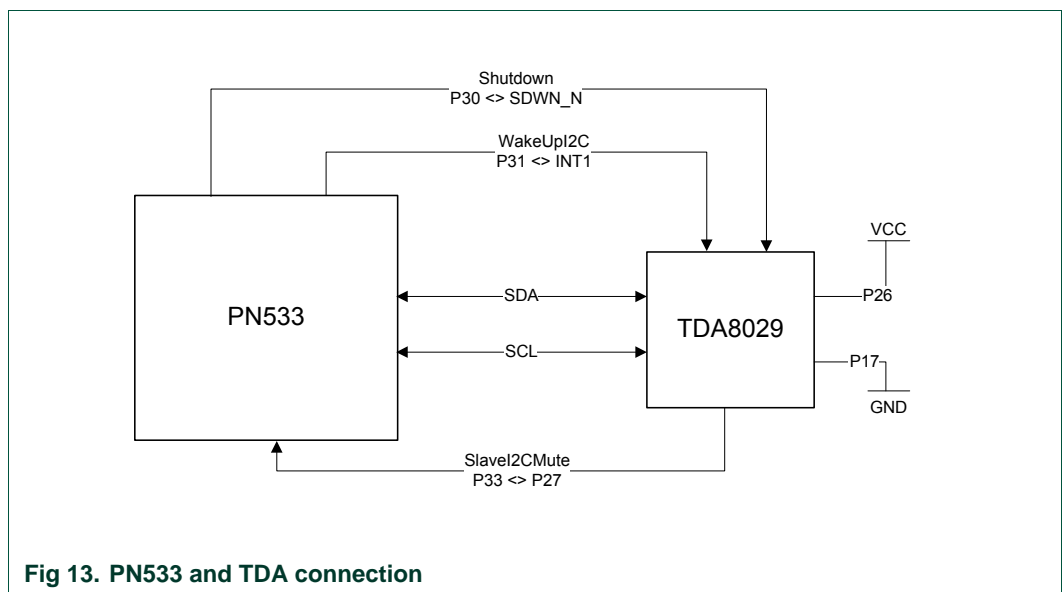 Shutdown
P30 <> SDWN_N
WakeUpI2C
P31 <> INT1
VCC
PN533
SDA
SCL
TDA8029
P26
P17
GND
SlaveI2CMute
P33 <> P27
Fig 13. PN533 and TDA connection